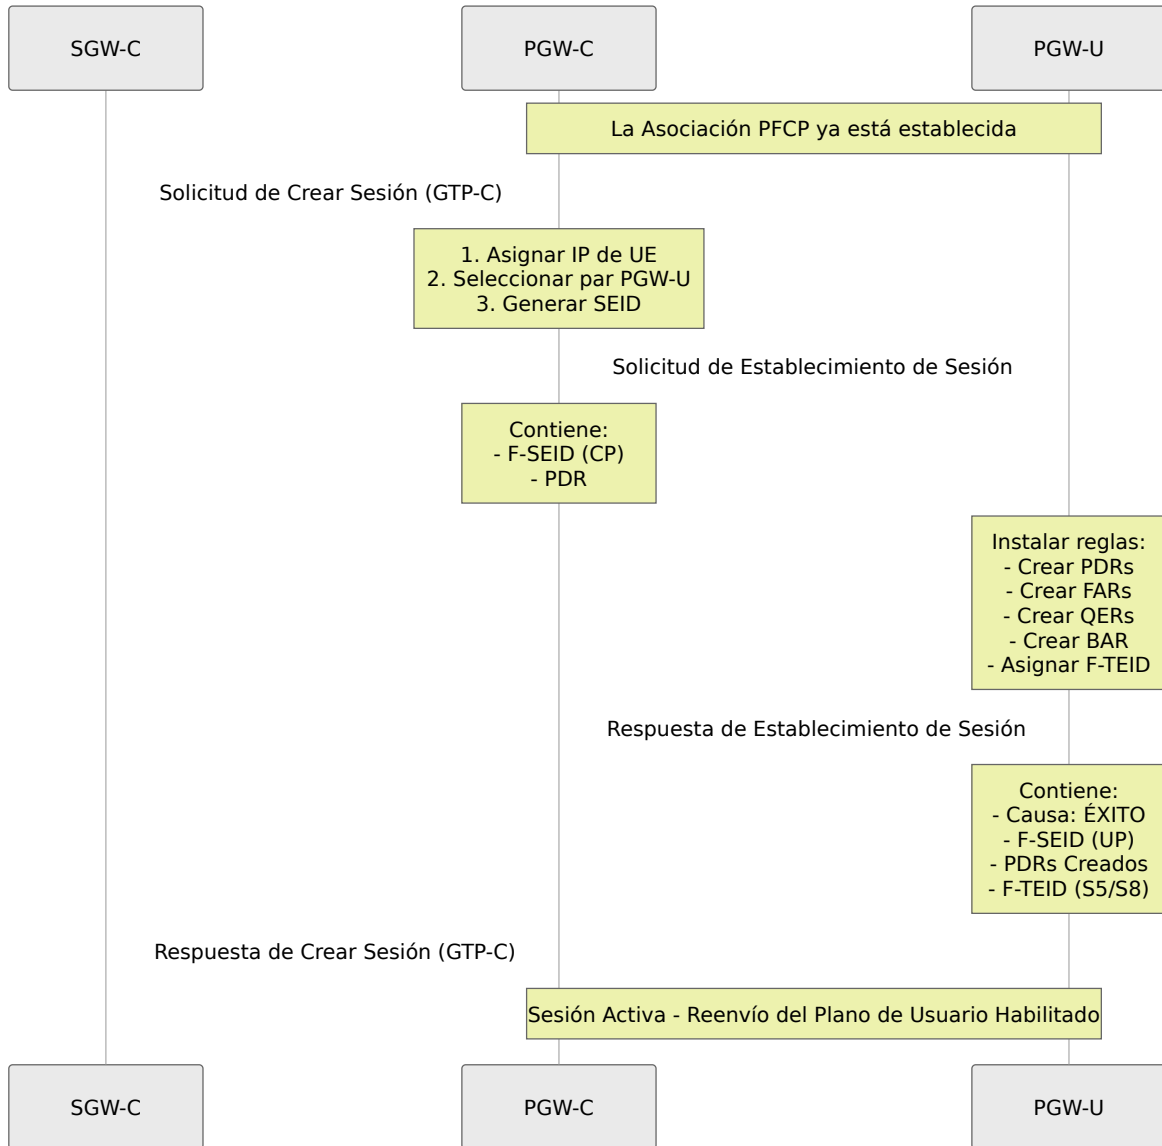 SGW-C
PGW-C
PGW-U
La Asociación PFCP ya está establecida
Solicitud de Crear Sesión (GTP-C)
1. Asignar IP de UE
2. Seleccionar par PGW-U
3. Generar SEID
Solicitud de Establecimiento de Sesión
Contiene:
- F-SEID (CP)
- PDR
Instalar reglas:
- Crear PDRs
- Crear FARs
- Crear QERs
- Crear BAR
- Asignar F-TEID
Respuesta de Establecimiento de Sesión
Contiene:
- Causa: ÉXITO
- F-SEID (UP)
- PDRs Creados
- F-TEID (S5/S8)
Respuesta de Crear Sesión (GTP-C)
Sesión Activa - Reenvío del Plano de Usuario Habilitado
SGW-C
PGW-C
PGW-U